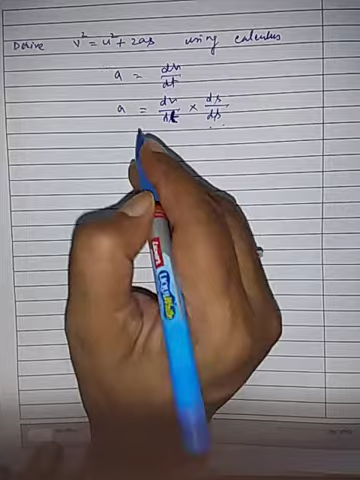 Derive v² = u² + 2as using calculus
a = dv/dt
a = dv/dt × ds/ds